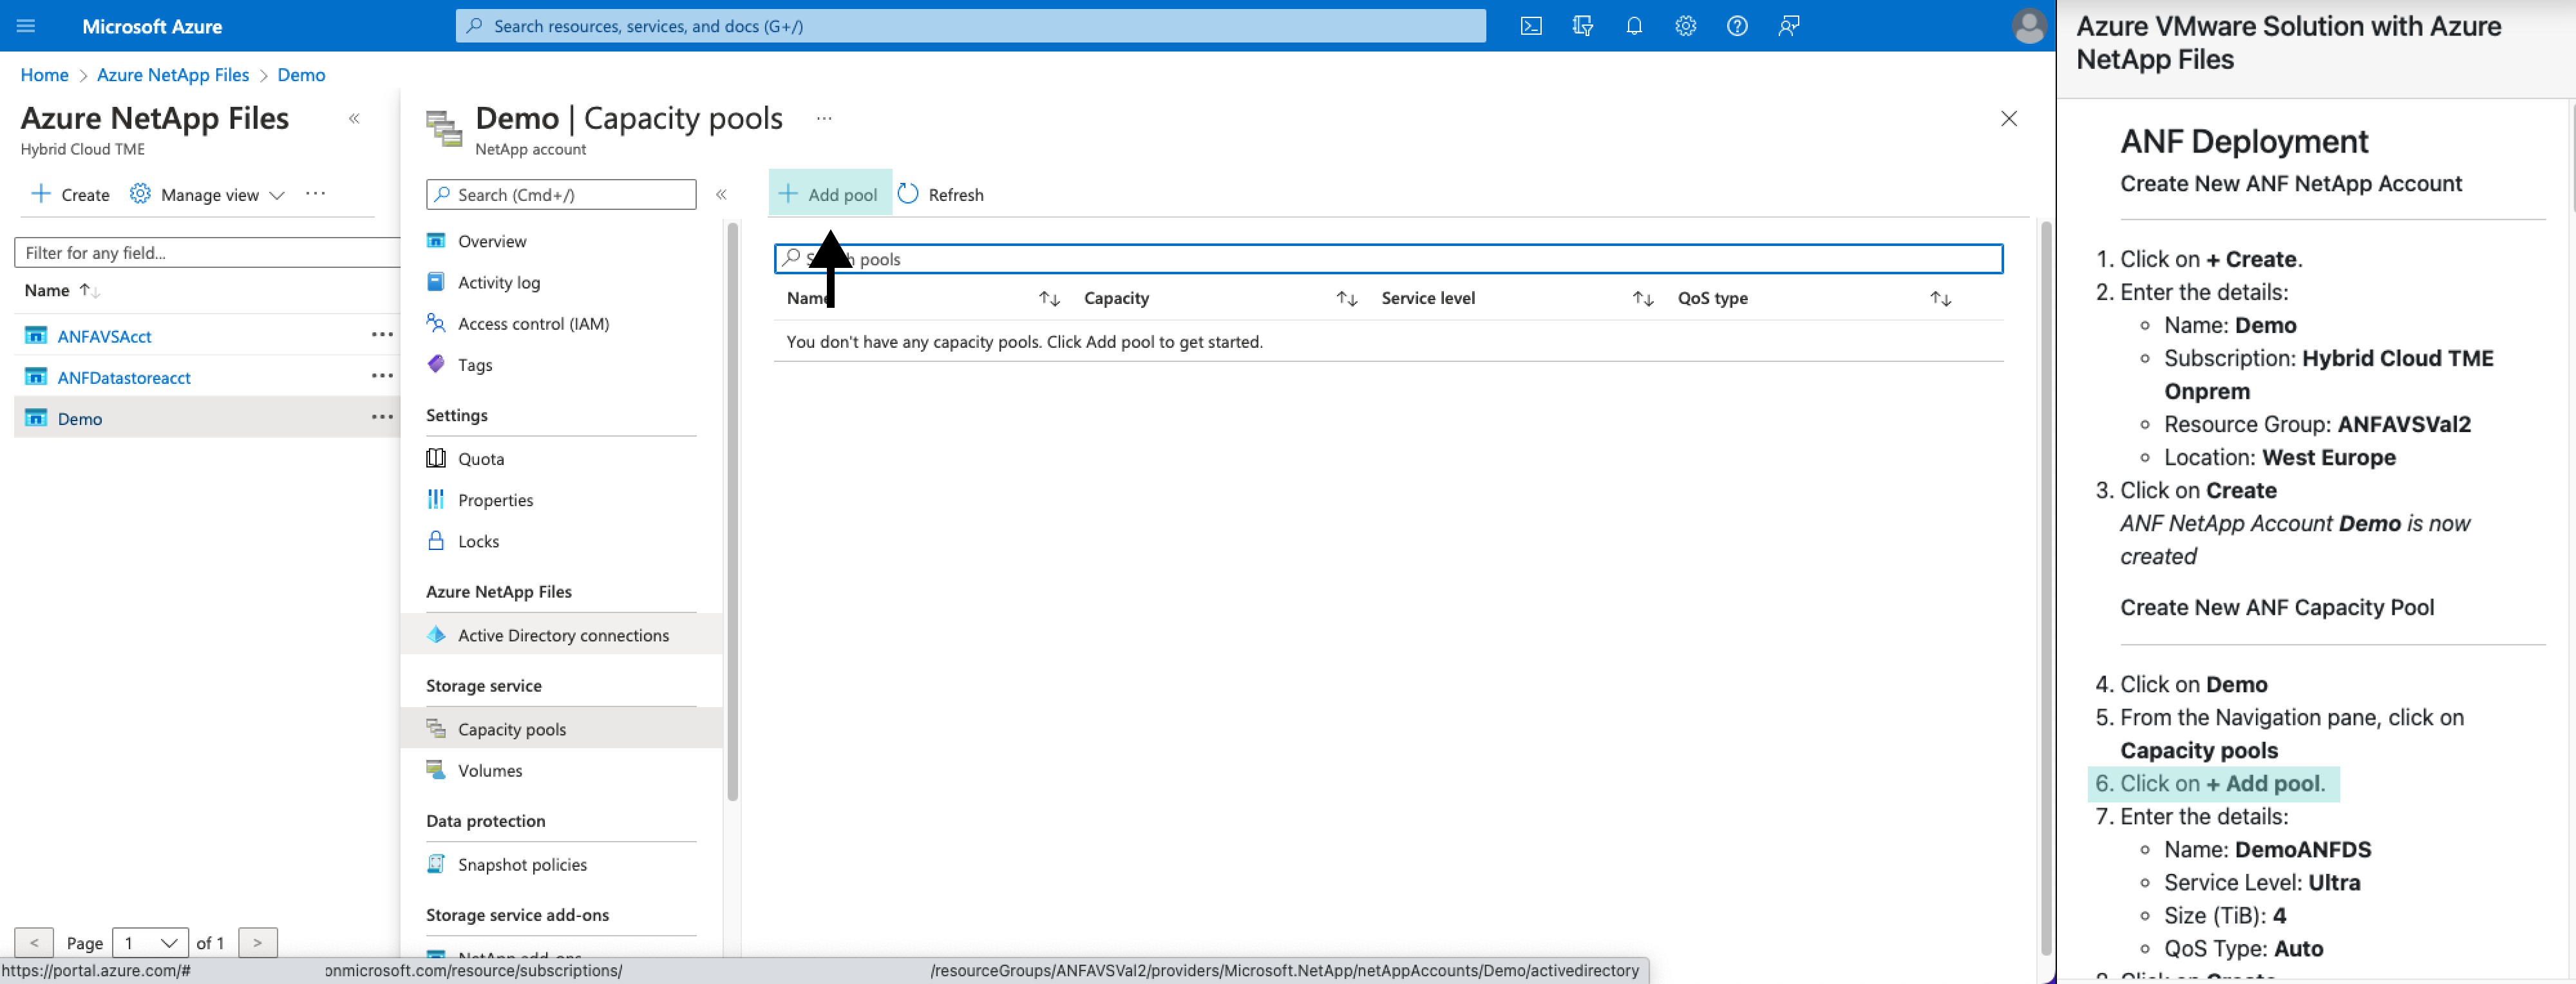 Microsoft Azure
Search resources, services, and docs (G+/)
Home > Azure NetApp Files > Demo
Azure NetApp Files
Hybrid Cloud TME
+ Create
Manage view
Filter for any field...
Name
ANFAVSAcct
ANFDatastoreacct
Demo
< Page 1 of 1 >
Demo | Capacity pools
NetApp account
Search (Cmd+/)
Overview
Activity log
Access control (IAM)
Tags
Settings
Quota
Properties
Locks
Azure NetApp Files
Active Directory connections
Storage service
Capacity pools
Volumes
Data protection
Snapshot policies
Storage service add-ons
NetApp add-ons
+ Add pool
Refresh
pools
Name Capacity Service level QoS type
You don't have any capacity pools. Click Add pool to get started.
https://portal.azure.com/# onmicrosoft.com/resource/subscriptions/ /resourceGroups/ANFAVSVal2/providers/Microsoft.NetApp/netAppAccounts/Demo/activedirectory
Azure VMware Solution with Azure
NetApp Files
ANF Deployment
Create New ANF NetApp Account
1. Click on + Create.
2. Enter the details:
Name: Demo
Subscription: Hybrid Cloud TME
Onprem
Resource Group: ANFAVSVal2
Location: West Europe
3. Click on Create
ANF NetApp Account Demo is now
created
Create New ANF Capacity Pool
4. Click on Demo
5. From the Navigation pane, click on
Capacity pools
6. Click on + Add pool.
7. Enter the details:
Name: DemoANFDS
Service Level: Ultra
Size (TiB): 4
QoS Type: Auto
8. Click on Create